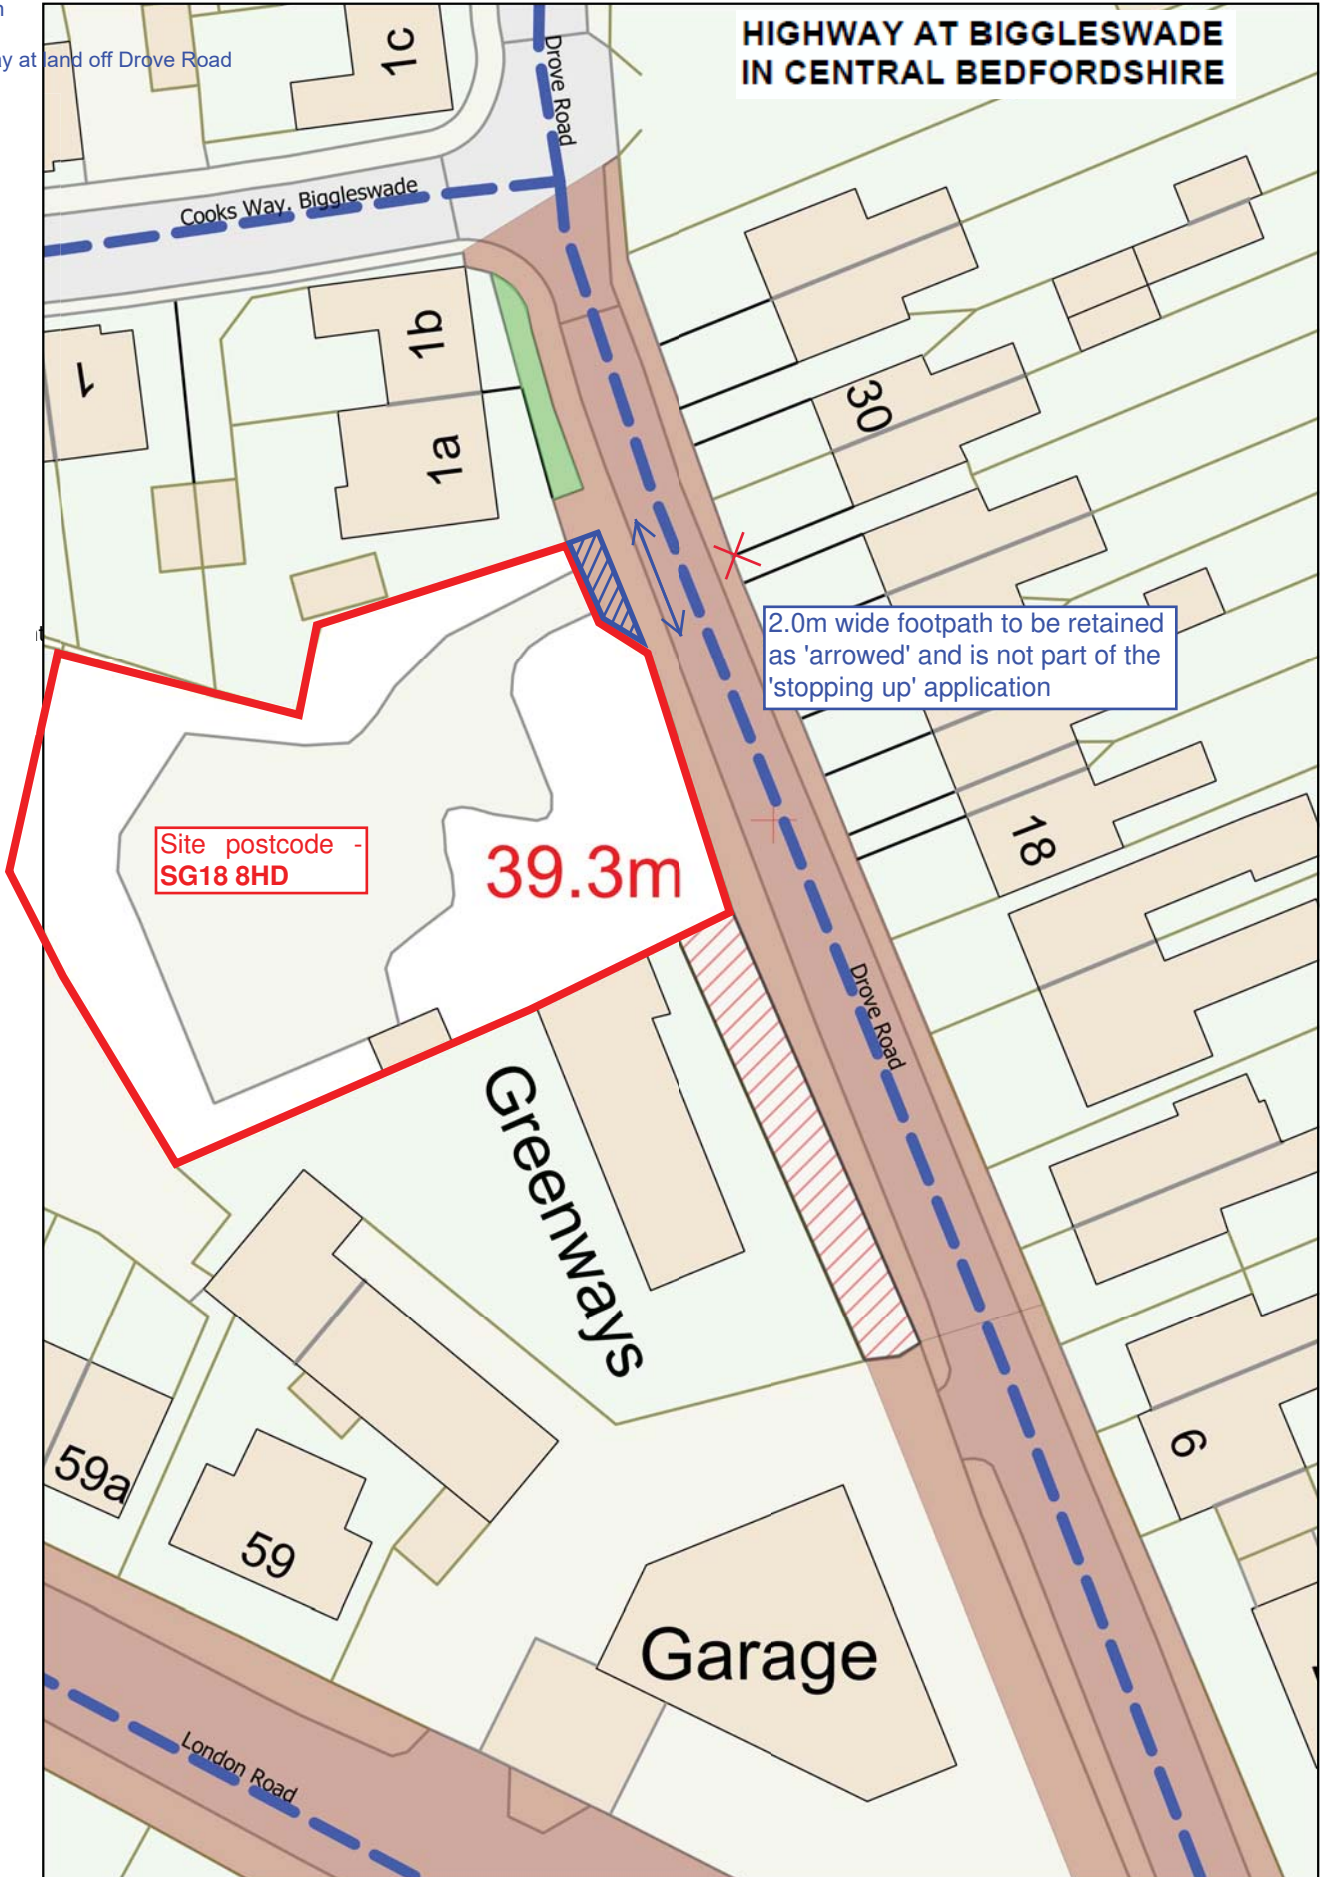 HIGHWAY AT BIGGLESWADE
IN CENTRAL BEDFORDSHIRE
at land off Drove Road
1c
Drove Road
Cooks Way. Biggleswade
1b
1
30
1a
2.0m wide footpath to be retained
as 'arrowed' and is not part of the
'stopping up' application
18
Site postcode -
SG18 8HD
39.3m
Drove Road
Greenways
6
59a
59
Garage
London Road